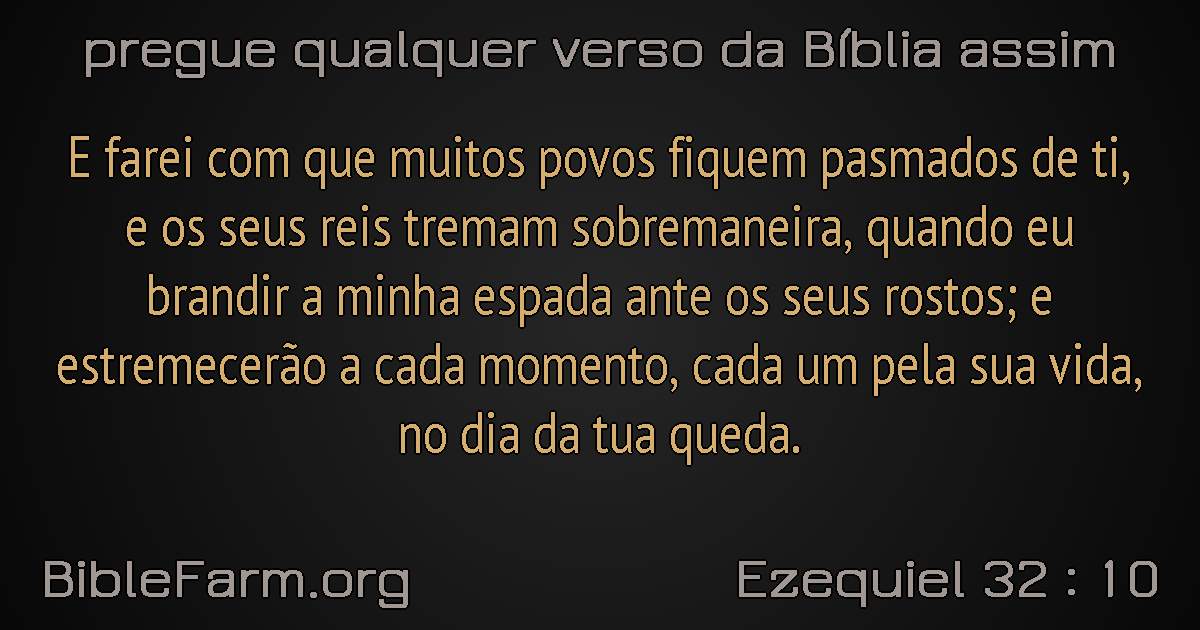 pregue qualquer verso da Bíblia assim
E farei com que muitos povos fiquem pasmados de ti,
e os seus reis tremam sobremaneira, quando eu
brandir a minha espada ante os seus rostos; e
estremecerão a cada momento, cada um pela sua vida,
no dia da tua queda.
BibleFarm.org
Ezequiel 32 : 10